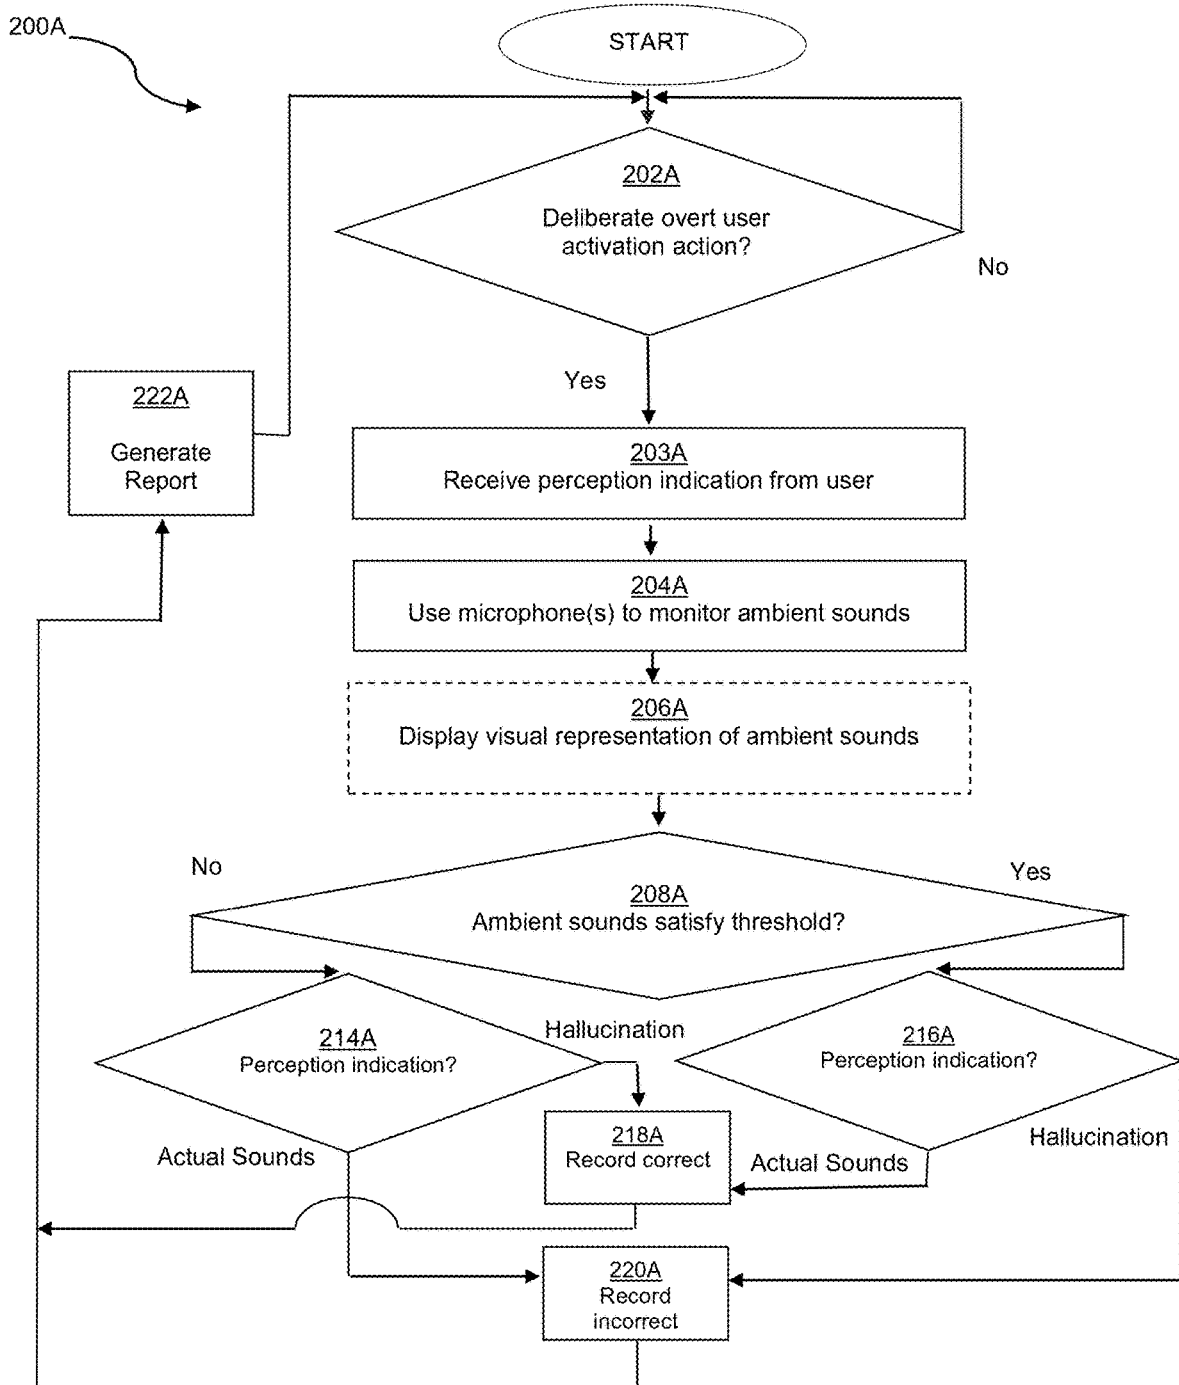 200A
START
202A
Deliberate overt user
activation action?
No
Yes
222A
Generate
Report
203A
Receive perception indication from user
204A
Use microphone(s) to monitor ambient sounds
206A
Display visual representation of ambient sounds
No
Yes
208A
Ambient sounds satisfy threshold?
214A
Perception indication?
Hallucination
216A
Perception indication?
Actual Sounds
218A
Record correct
Actual Sounds
Hallucination
220A
Record
incorrect